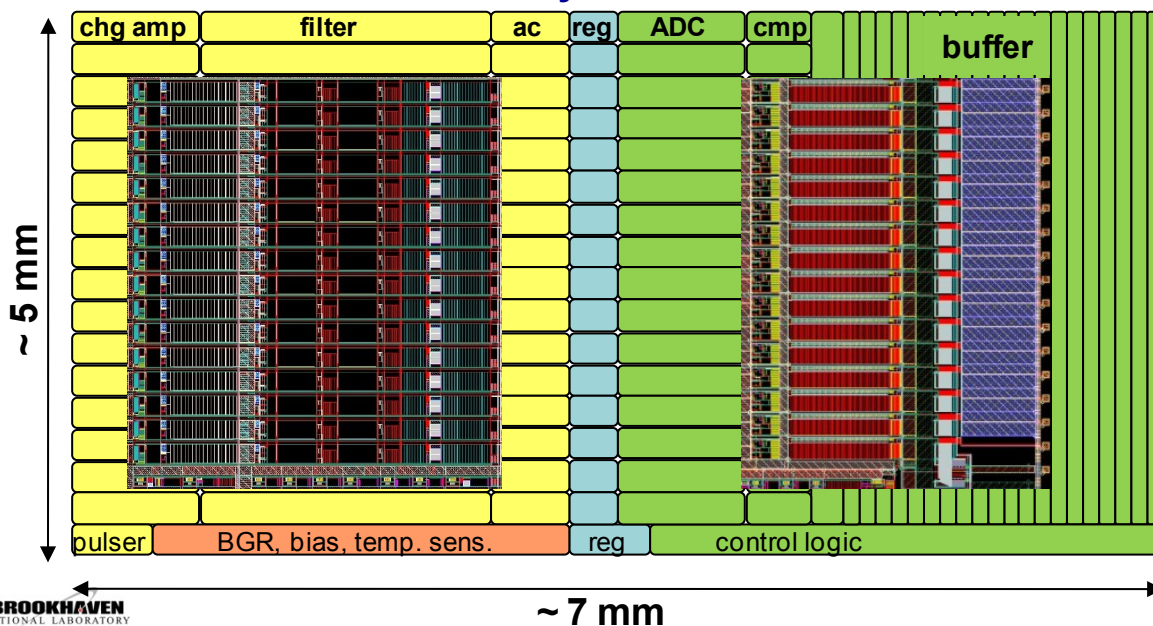 chg amp filter ac reg ADC cmp
buffer
~ 5 mm
pulser BGR, bias, temp. sens. reg control logic
~ 7 mm
BROOKHAVEN
TIONAL LABORATORY